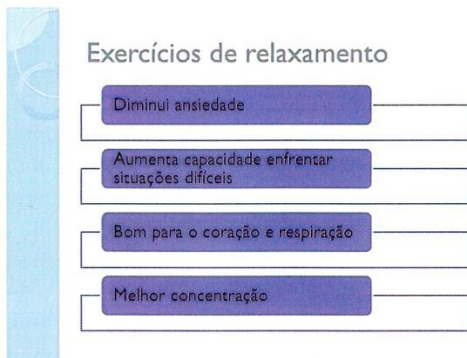 Exercícios de relaxamento
Diminui ansiedade
Aumenta capacidade enfrentar
situações difíceis
Bom para o coração e respiração
Melhor concentração